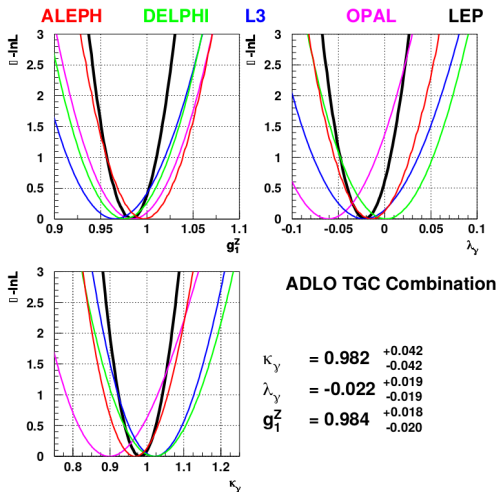 ALEPH DELPHI L3 OPAL LEP
-lnL
3
2.5
2
1.5
1
0.5
0
0.9 0.95 1 1.05 1.1
g₁ᶻ
-lnL
3
2.5
2
1.5
1
0.5
0
-0.1 -0.05 0 0.05 0.1
λᵧ
-lnL
3
2.5
2
1.5
1
0.5
0
0.8 0.9 1 1.1 1.2
κᵧ
ADLO TGC Combination
κᵧ = 0.982 +0.042 -0.042
λᵧ = -0.022 +0.019 -0.019
g₁ᶻ = 0.984 +0.018 -0.020